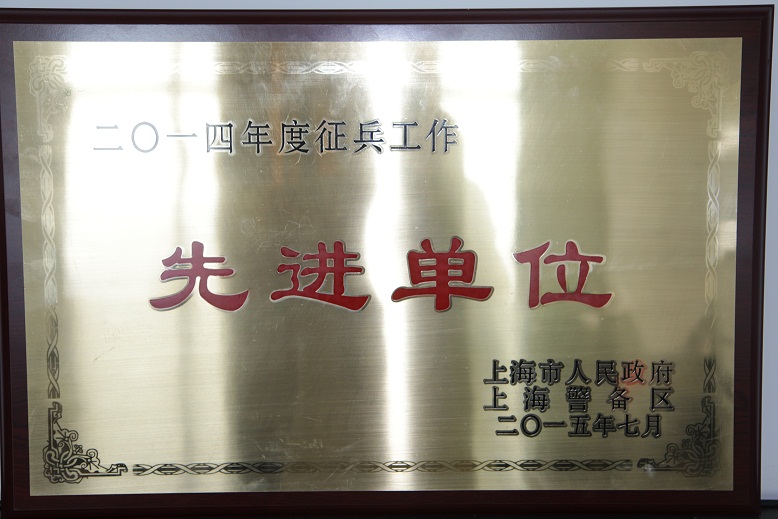 二〇一四年度征兵工作
先进单位
上海市人民政府
上海警备区
二〇一五年七月